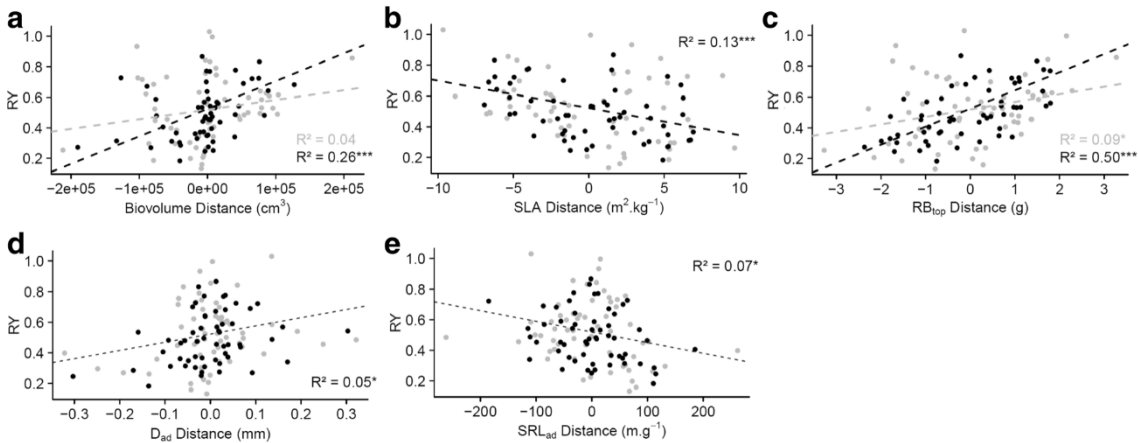 a
RY
1.0
0.8
0.6
0.4
0.2
R² = 0.04
R² = 0.26***
−2e+05 −1e+05 0e+00 1e+05 2e+05
Biovolume Distance (cm³)
b
RY
1.0
0.8
0.6
0.4
0.2
R² = 0.13***
−10 −5 0 5 10
SLA Distance (m².kg⁻¹)
c
RY
1.0
0.8
0.6
0.4
0.2
R² = 0.09*
R² = 0.50***
−3 −2 −1 0 1 2 3
RBtop Distance (g)
d
RY
1.0
0.8
0.6
0.4
0.2
R² = 0.05*
−0.3 −0.2 −0.1 0.0 0.1 0.2 0.3
Dad Distance (mm)
e
RY
1.0
0.8
0.6
0.4
0.2
R² = 0.07*
−200 −100 0 100 200
SRLad Distance (m.g⁻¹)